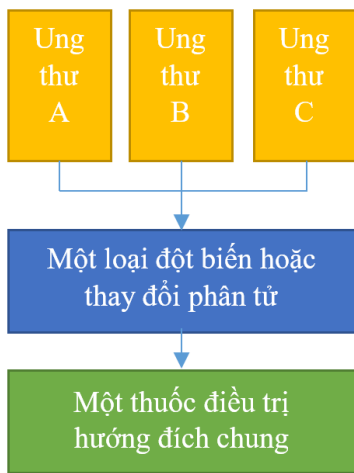 Ung
thư
A
Ung
thư
B
Ung
thư
C
Một loại đột biến hoặc
thay đổi phân tử
Một thuốc điều trị
hướng đích chung